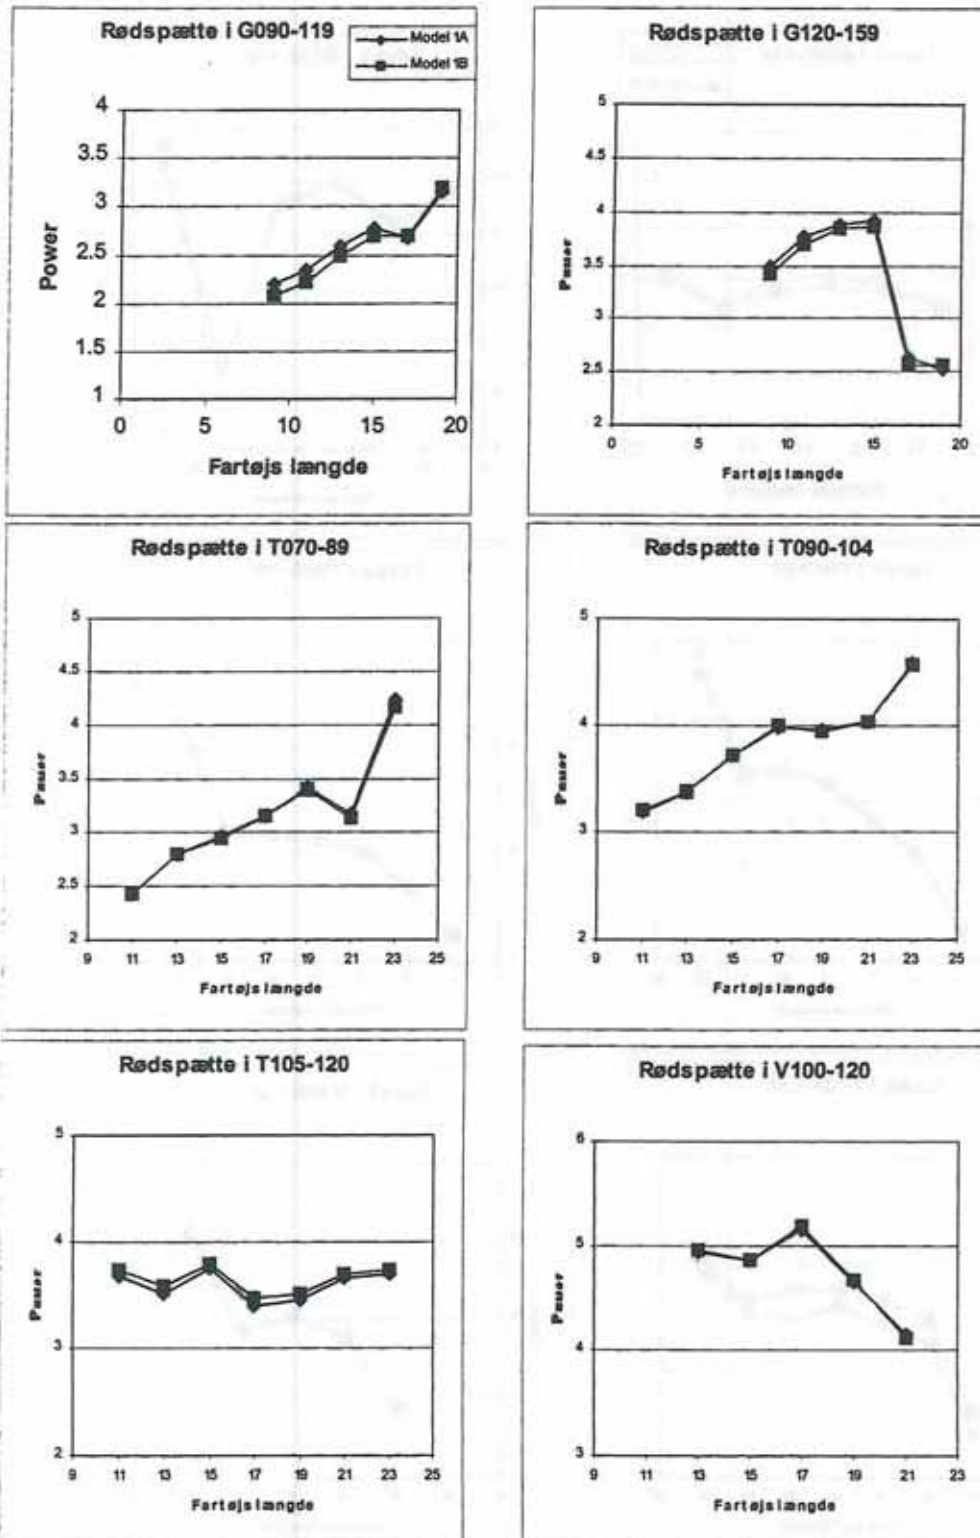 Rødspætte i G090-119
Model 1A
Model 1B
4
3.5
3
2.5
2
1.5
1
Power
0 5 10 15 20
Fartøjs længde
Rødspætte i G120-159
5
4.5
4
3.5
3
2.5
2
Power
0 5 10 15 20
Fartøjs længde
Rødspætte i T070-89
5
4.5
4
3.5
3
2.5
2
Power
9 11 13 15 17 19 21 23 25
Fartøjs længde
Rødspætte i T090-104
5
4
3
2
Power
9 11 13 15 17 19 21 23 25
Fartøjs længde
Rødspætte i T105-120
5
4
3
2
Power
9 11 13 15 17 19 21 23 25
Fartøjs længde
Rødspætte i V100-120
6
5
4
3
Power
9 11 13 15 17 19 21 23
Fartøjs længde